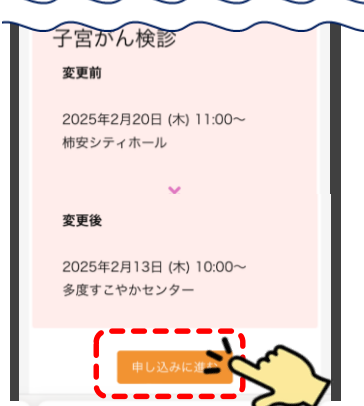 子宮がん検診
変更前
2025年2月20日 (木) 11:00～
柿安シティホール
変更後
2025年2月13日 (木) 10:00～
多度すこやかセンター
申し込みに進む